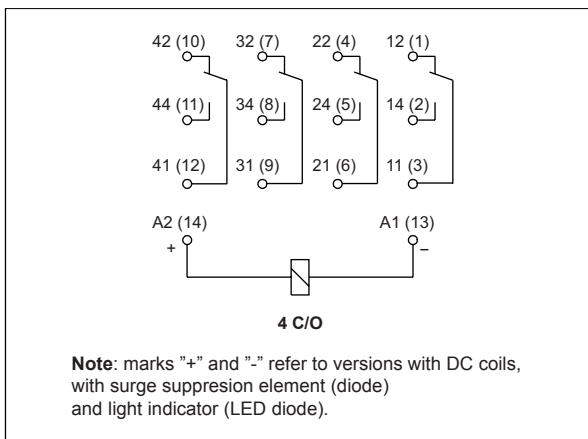 42 (10) 32 (7) 22 (4) 12 (1)
44 (11) 34 (8) 24 (5) 14 (2)
41 (12) 31 (9) 21 (6) 11 (3)
A2 (14) A1 (13)
+ –
4 C/O
Note: marks ”+” and ”-” refer to versions with DC coils,
with surge suppresion element (diode)
and light indicator (LED diode).